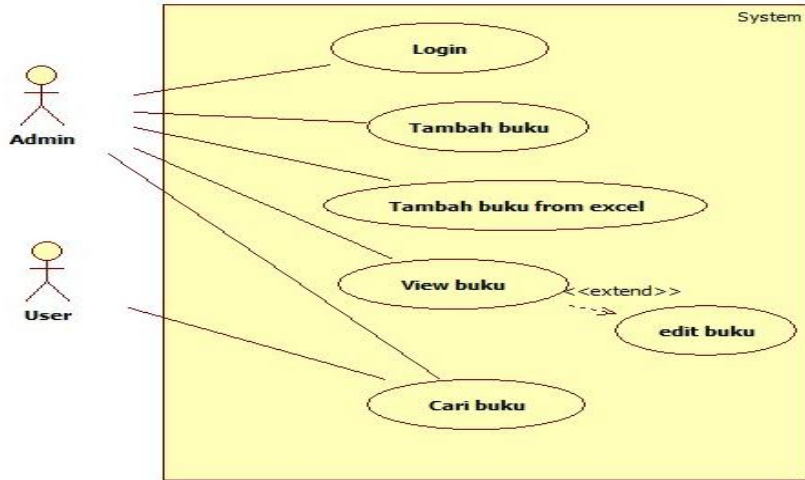 System
Login
Admin
Tambah buku
Tambah buku from excel
User
View buku
<<extend>>
edit buku
Cari buku